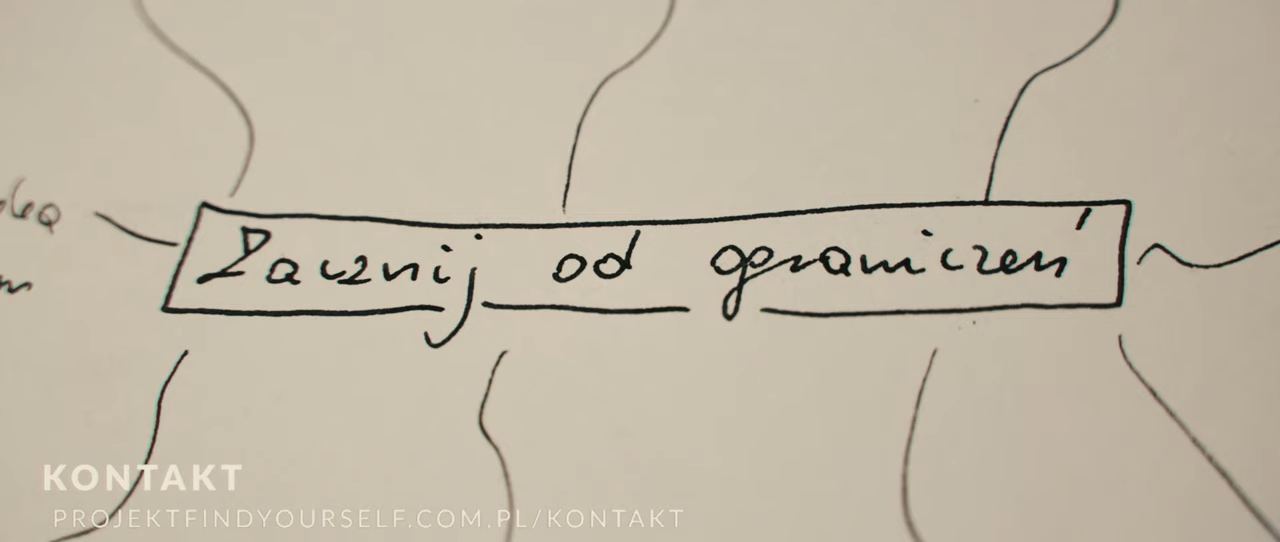 Zacznij od ograniczeń
KONTAKT
PROJEKTFINDYOURSELF.COM.PL/KONTAKT